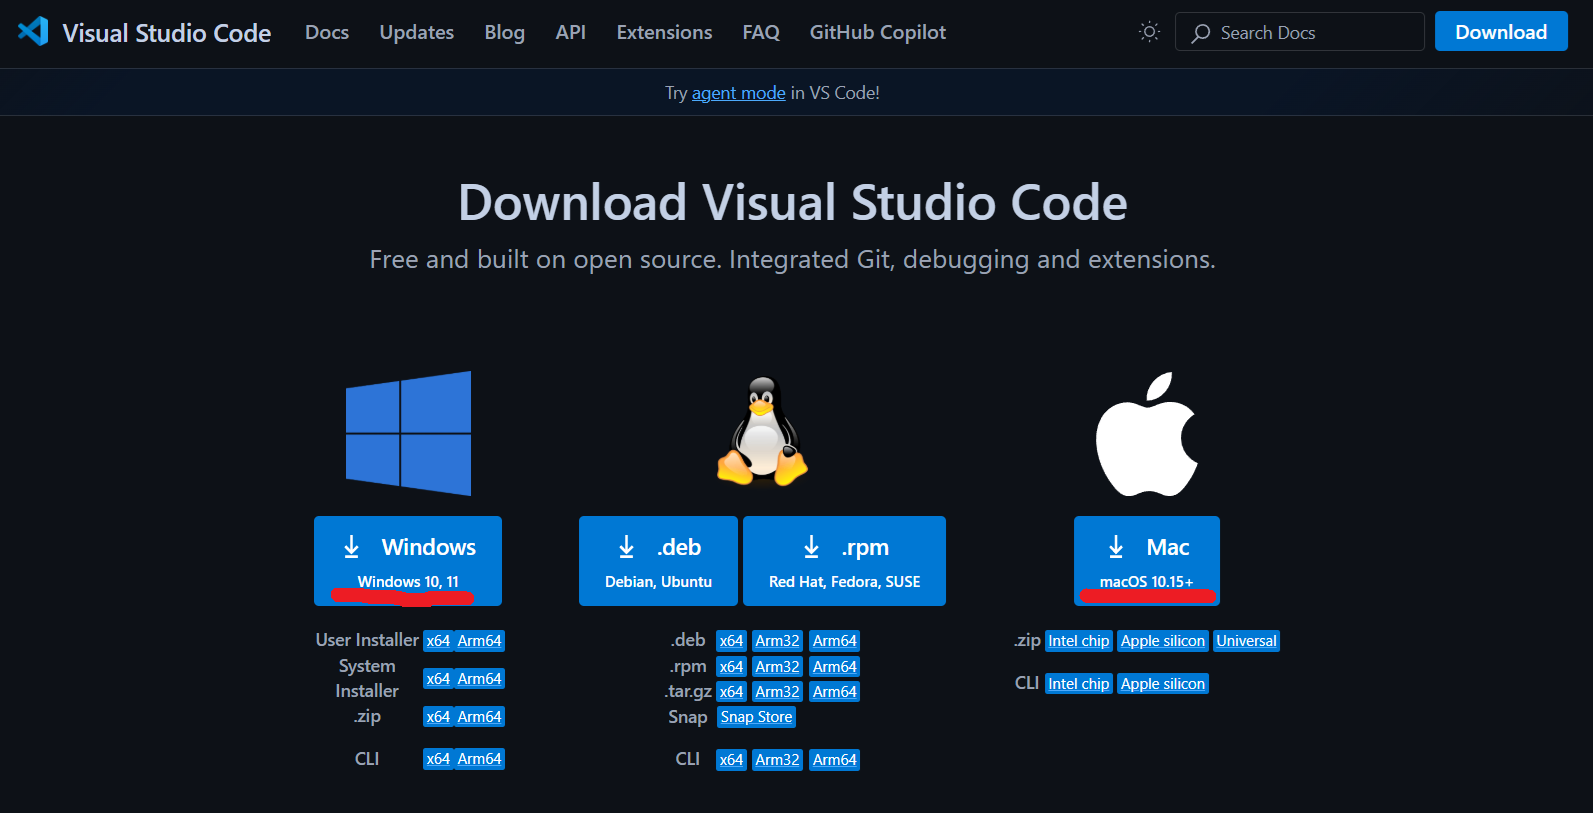 Visual Studio Code Docs Updates Blog API Extensions FAQ GitHub Copilot Search Docs Download
Try agent mode in VS Code!
Download Visual Studio Code
Free and built on open source. Integrated Git, debugging and extensions.
Windows
Windows 10, 11
User Installer x64 Arm64
System
Installer x64 Arm64
.zip x64 Arm64
CLI x64 Arm64
.deb
Debian, Ubuntu
.rpm
Red Hat, Fedora, SUSE
.deb x64 Arm32 Arm64
.rpm x64 Arm32 Arm64
.tar.gz x64 Arm32 Arm64
Snap Snap Store
CLI x64 Arm32 Arm64
Mac
macOS 10.15+
.zip Intel chip Apple silicon Universal
CLI Intel chip Apple silicon